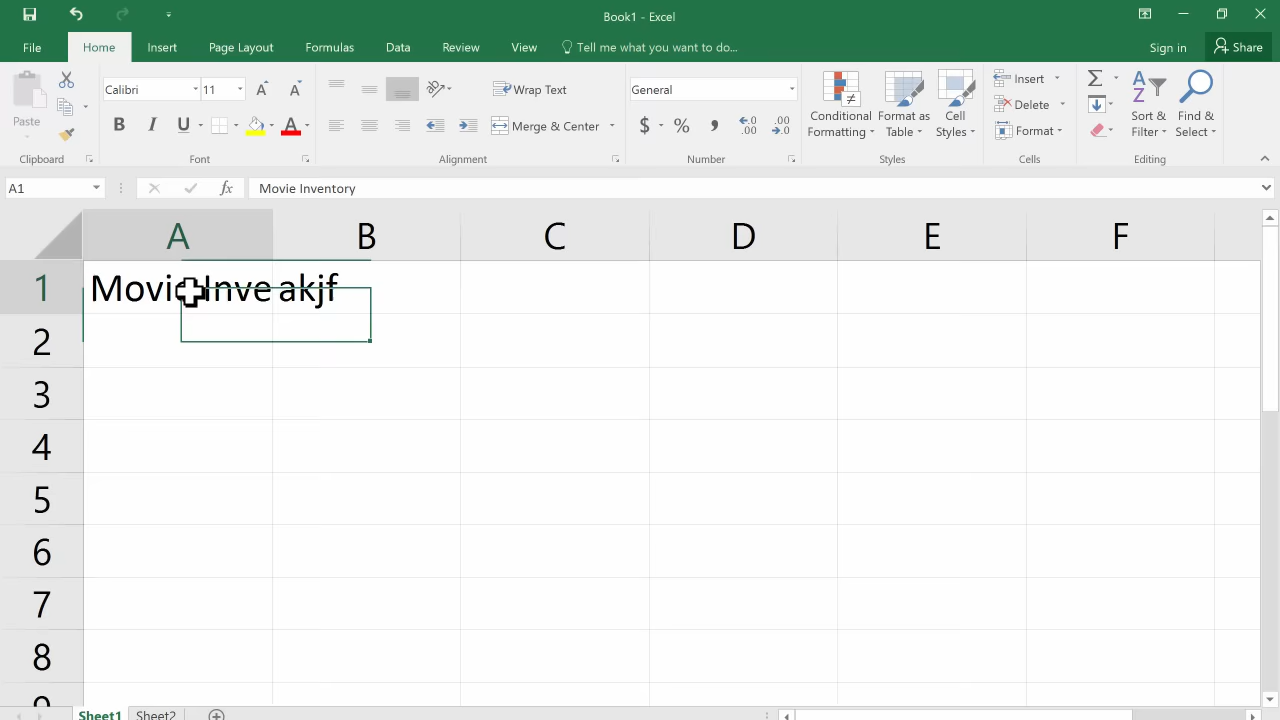 Book1 - Excel
File Home Insert Page Layout Formulas Data Review View Tell me what you want to do... Sign in Share
Paste Calibri 11 Wrap Text General Conditional Formatting Format as Table Cell Styles Insert Sort & Filter Find & Select
B I U A Merge & Center $ % , Delete
Format
Clipboard Font Alignment Number Styles Cells Editing
A1 fx Movie Inventory
A B C D E F
1 Movie Inve akjf
2
3
4
5
6
7
8
9
Sheet1 Sheet2